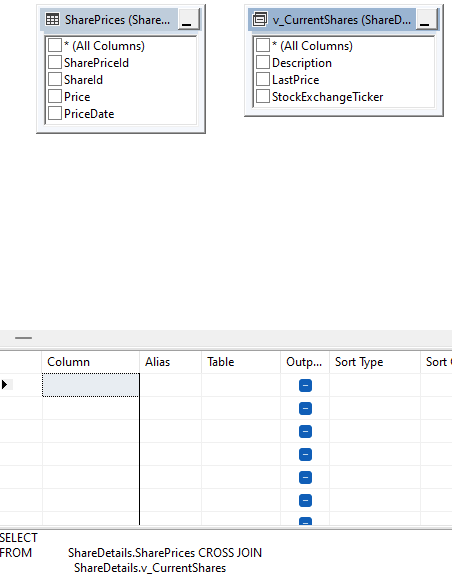 SharePrices (Share...
* (All Columns)
SharePriceId
ShareId
Price
PriceDate
v_CurrentShares (ShareD...
* (All Columns)
Description
LastPrice
StockExchangeTicker
Column Alias Table Outp... Sort Type Sort
SELECT
FROM ShareDetails.SharePrices CROSS JOIN
ShareDetails.v_CurrentShares